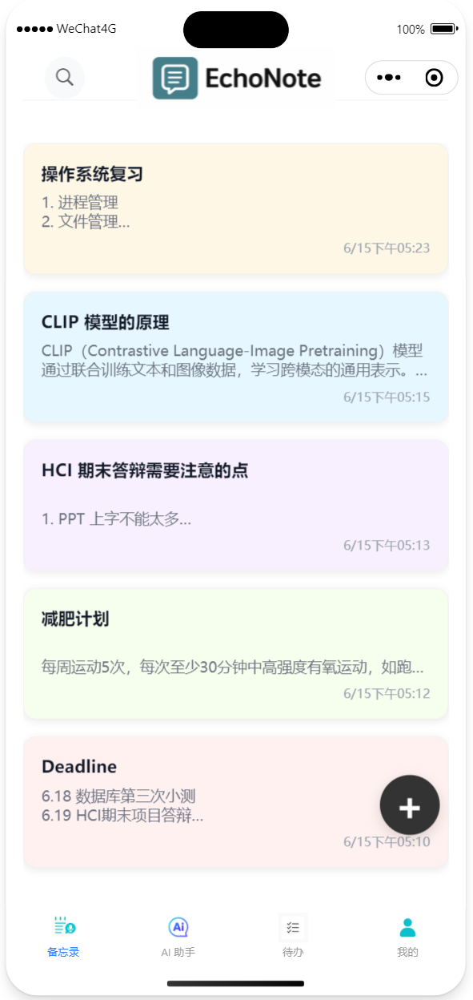 WeChat4G
100%
EchoNote
操作系统复习
1. 进程管理
2. 文件管理...
6/15下午05:23
CLIP 模型的原理
CLIP（Contrastive Language-Image Pretraining）模型
通过联合训练文本和图像数据，学习跨模态的通用表示。...
6/15下午05:15
HCI 期末答辩需要注意的点
1. PPT 上字不能太多...
6/15下午05:13
减肥计划
每周运动5次，每次至少30分钟中高强度有氧运动，如跑...
6/15下午05:12
Deadline
6.18 数据库第三次小测
6.19 HCI期末项目答辩...
6/15下午05:10
Ai
备忘录
AI 助手
待办
我的